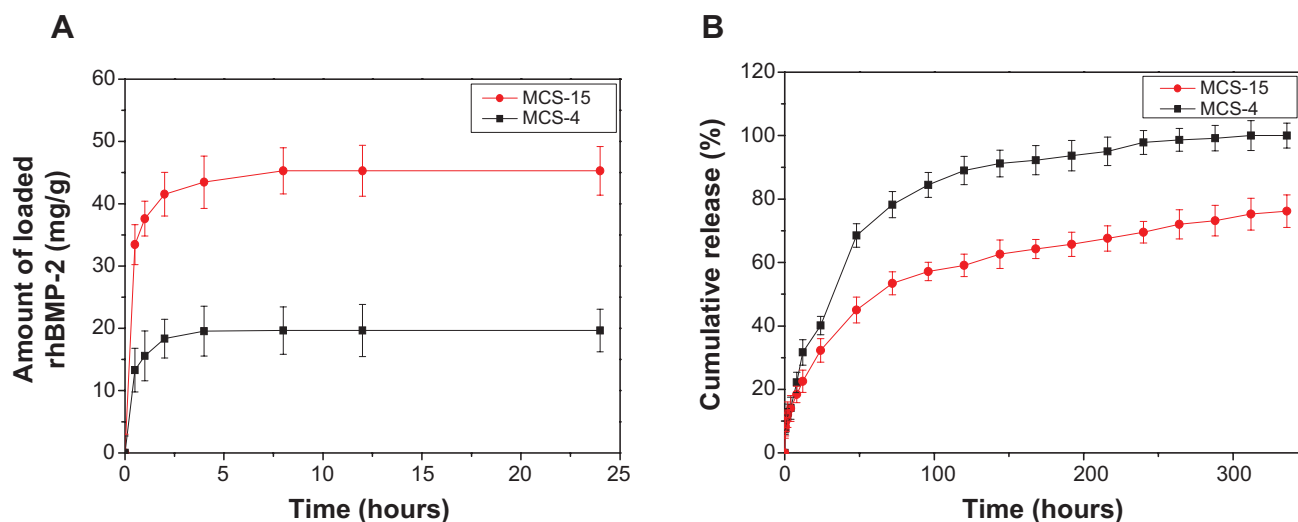 A
60
50
40
30
20
10
0
0 5 10 15 20 25
Amount of loaded
rhBMP-2 (mg/g)
Time (hours)
MCS-15
MCS-4
B
120
100
80
60
40
20
0
0 100 200 300
Cumulative release (%)
Time (hours)
MCS-15
MCS-4